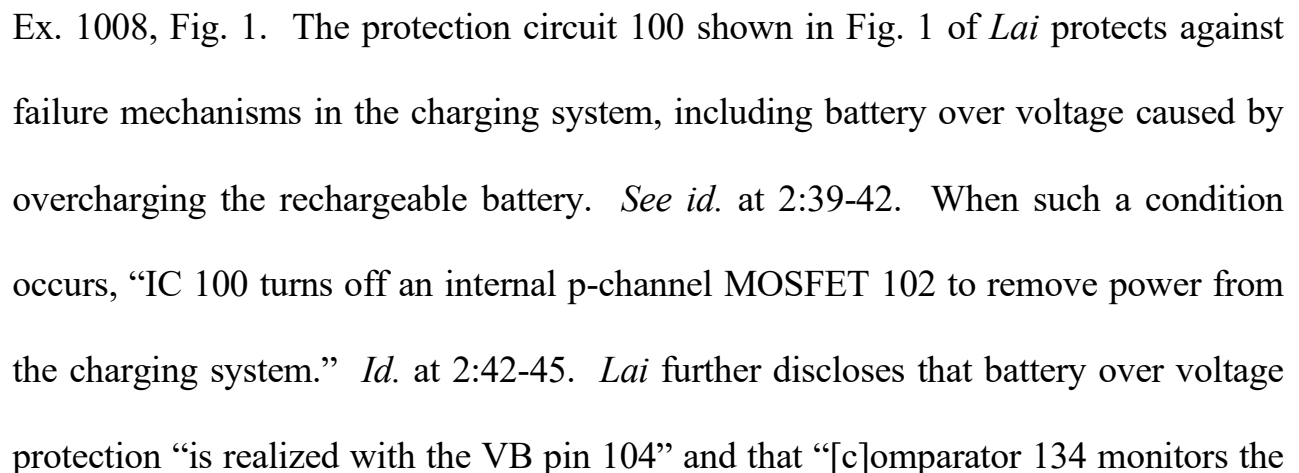 Ex. 1008, Fig. 1.  The protection circuit 100 shown in Fig. 1 of Lai protects against
failure mechanisms in the charging system, including battery over voltage caused by
overcharging the rechargeable battery.  See id. at 2:39-42.  When such a condition
occurs, “IC 100 turns off an internal p-channel MOSFET 102 to remove power from
the charging system.”  Id. at 2:42-45.  Lai further discloses that battery over voltage
protection “is realized with the VB pin 104” and that “[c]omparator 134 monitors the